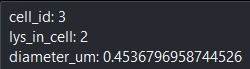 cell_id: 3
lys_in_cell: 2
diameter_um: 0.4536796958744526